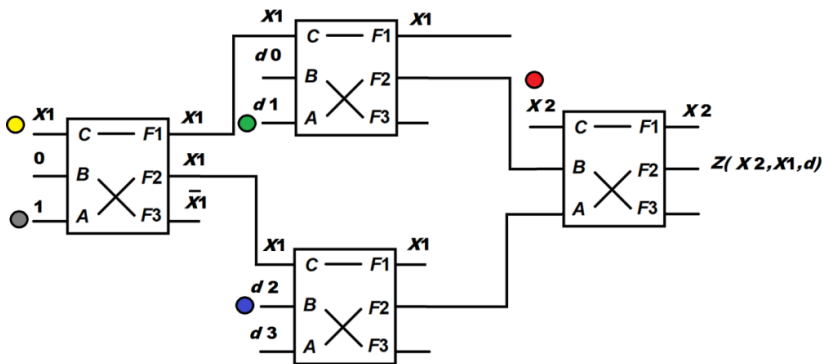 X1 X1
C F1
d0
B F2
d1
A F3
X1 X1
C F1
0 X1
B F2
1 X̅1
A F3
X2 X2
C F1
B F2 Z( X2,X1,d)
A F3
X1 X1
C F1
d2
B F2
d3
A F3